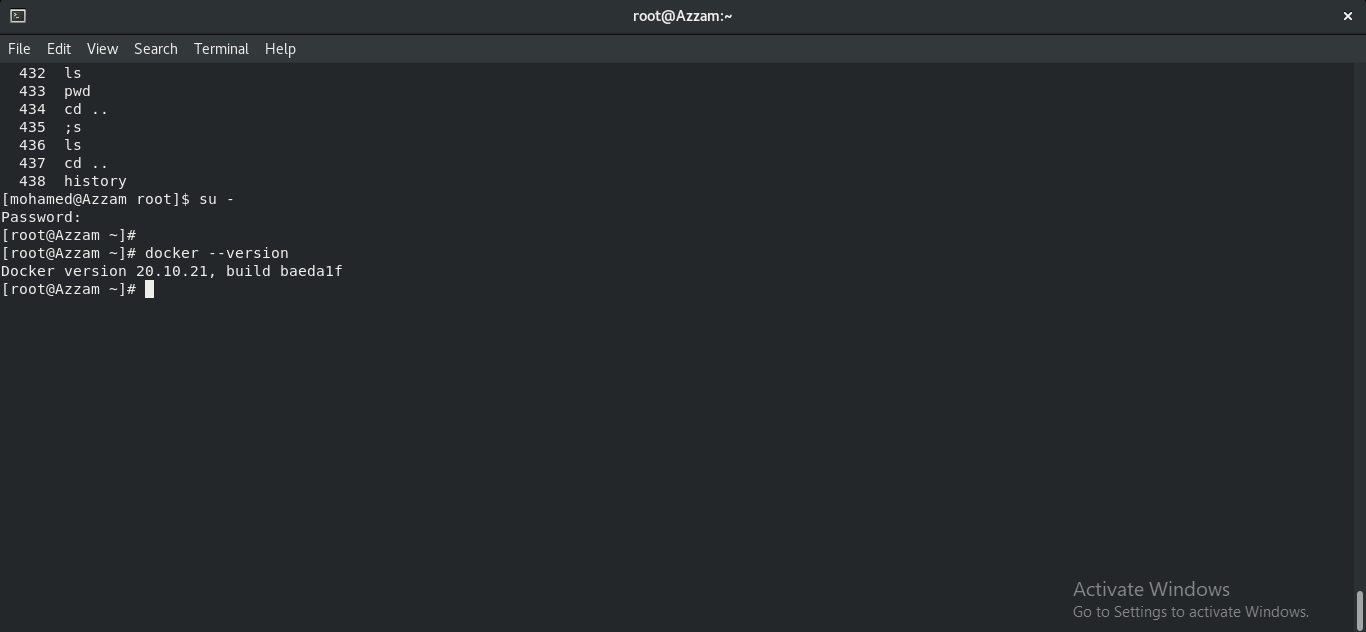 root@Azzam:~
File Edit View Search Terminal Help
432 ls
433 pwd
434 cd ..
435 ;s
436 ls
437 cd ..
438 history
[mohamed@Azzam root]$ su -
Password:
[root@Azzam ~]#
[root@Azzam ~]# docker --version
Docker version 20.10.21, build baeda1f
[root@Azzam ~]#
Activate Windows
Go to Settings to activate Windows.